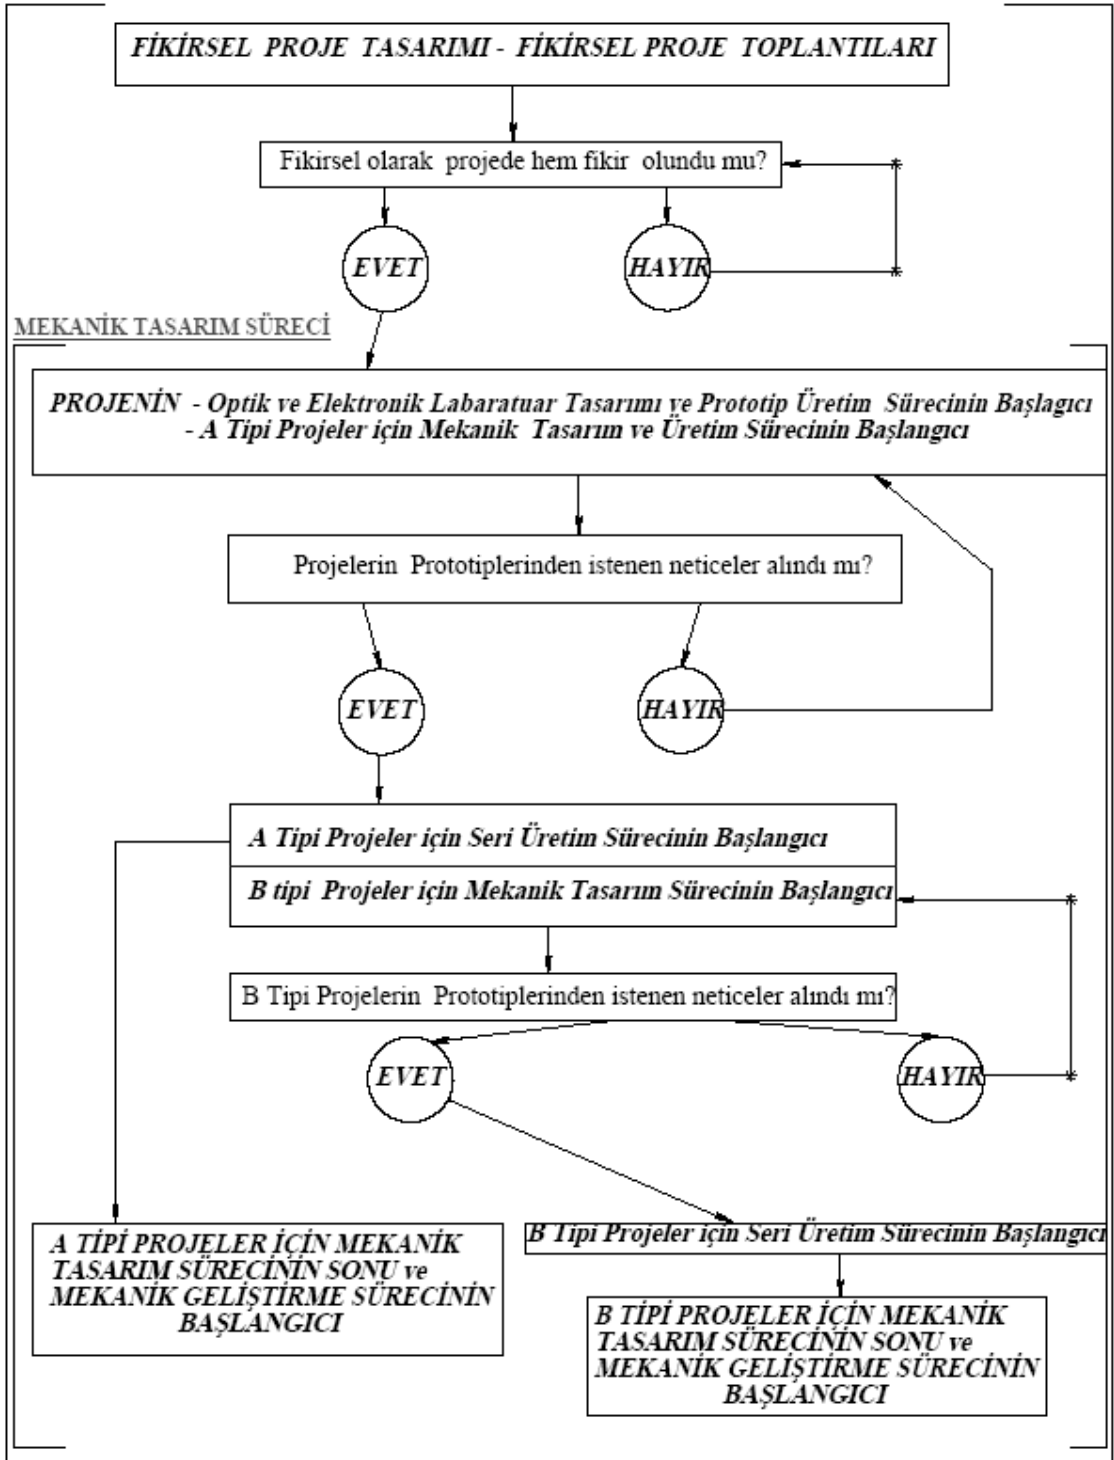 FİKİRSEL PROJE TASARIMI - FİKİRSEL PROJE TOPLANTILARI
Fikirsel olarak projede hem fikir olundu mu?
EVET
HAYIR
MEKANİK TASARIM SÜRECİ
PROJENİN - Optik ve Elektronik Labaratuar Tasarımı ve Prototip Üretim Sürecinin Başlagıcı
- A Tipi Projeler için Mekanik Tasarım ve Üretim Sürecinin Başlangıcı
Projelerin Prototiplerinden istenen neticeler alındı mı?
EVET
HAYIR
A Tipi Projeler için Seri Üretim Sürecinin Başlangıcı
B tipi Projeler için Mekanik Tasarım Sürecinin Başlangıcı
B Tipi Projelerin Prototiplerinden istenen neticeler alındı mı?
EVET
HAYIR
A TİPİ PROJELER İÇİN MEKANİK
TASARIM SÜRECİNİN SONU ve
MEKANİK GELİŞTİRME SÜRECİNİN
BAŞLANGICI
B Tipi Projeler için Seri Üretim Sürecinin Başlangıcı
B TİPİ PROJELER İÇİN MEKANİK
TASARIM SÜRECİNİN SONU ve
MEKANİK GELİŞTİRME SÜRECİNİN
BAŞLANGICI